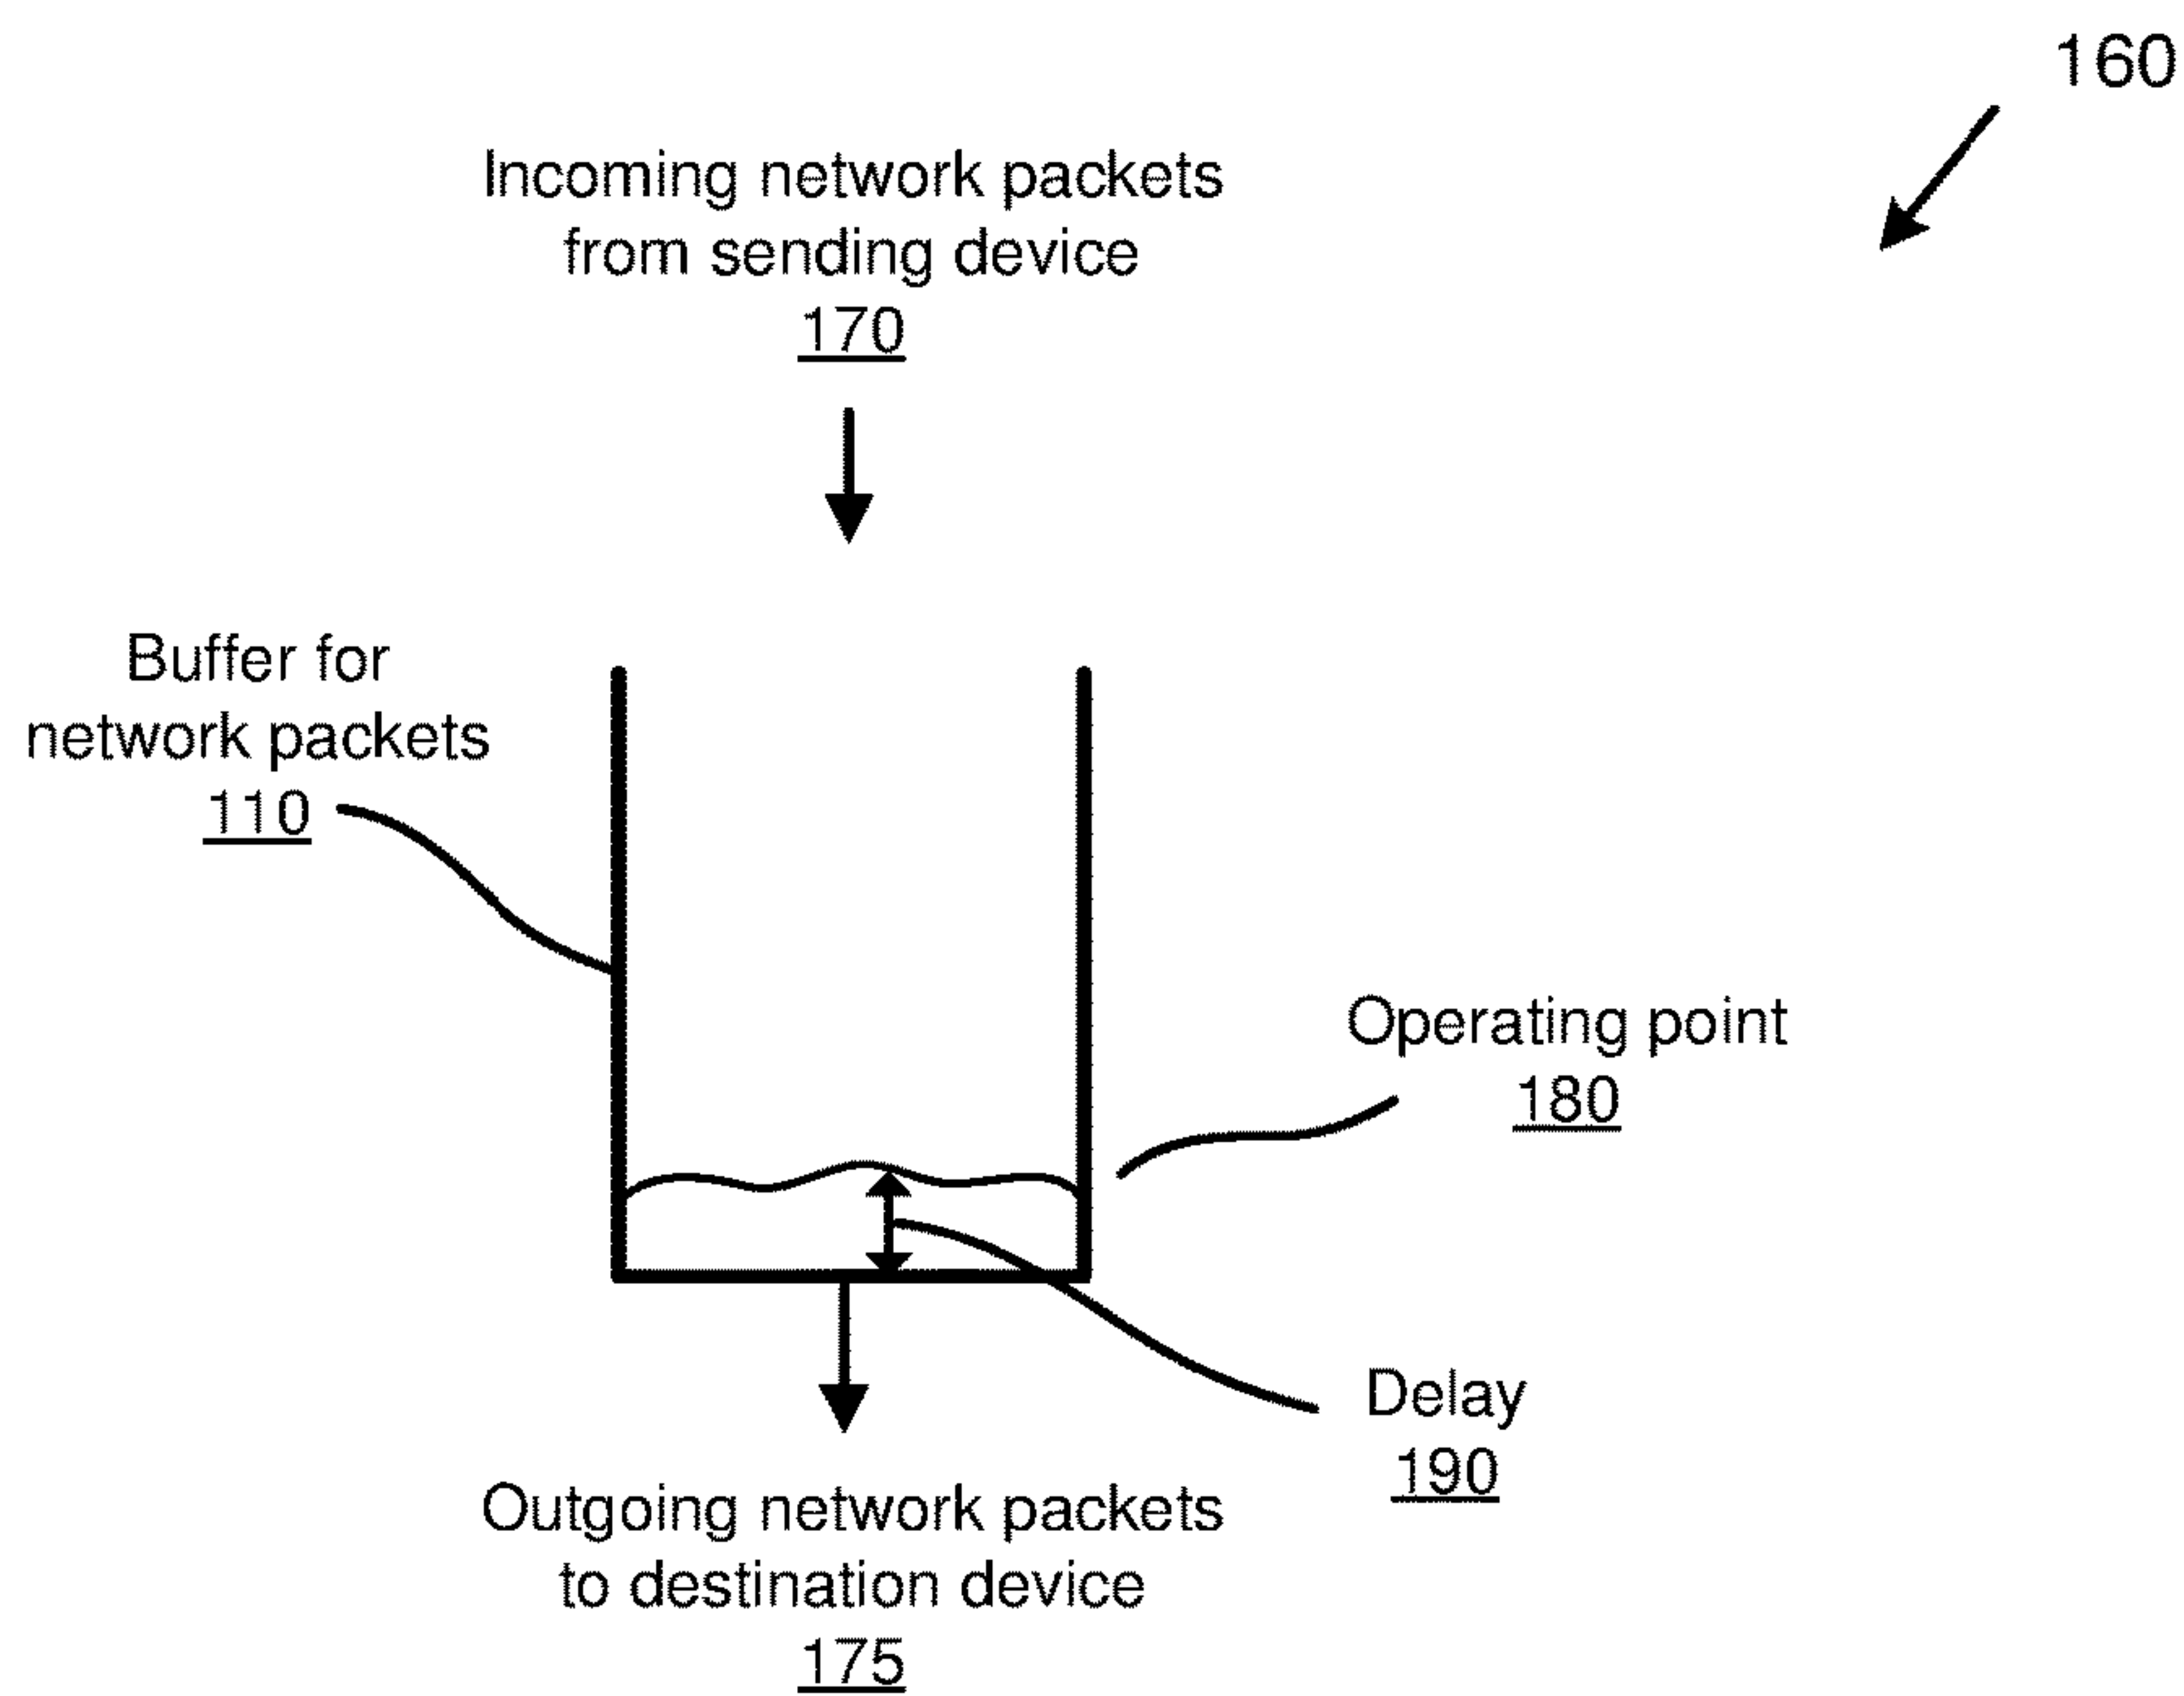 160
Incoming network packets
from sending device
170
Buffer for
network packets
110
Operating point
180
Delay
190
Outgoing network packets
to destination device
175